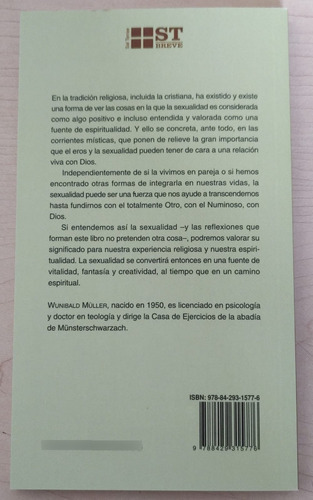 Sal Terrae
ST
BREVE
En la tradición religiosa, incluida la cristiana, ha existido y existe
una forma de ver las cosas en la que la sexualidad es considerada
como algo positivo e incluso entendida y valorada como una
fuente de espiritualidad. Y ello se concreta, ante todo, en las
corrientes místicas, que ponen de relieve la gran importancia
que el eros y la sexualidad pueden tener de cara a una relación
viva con Dios.
Independientemente de si la vivimos en pareja o si hemos
encontrado otras formas de integrarla en nuestras vidas, la
sexualidad puede ser una fuerza que nos ayude a transcendernos
hasta fundirnos con el totalmente Otro, con el Numinoso, con
Dios.
Si entendemos así la sexualidad –y las reflexiones que
forman este libro no pretenden otra cosa–, podremos valorar su
significado para nuestra experiencia religiosa y nuestra espiri-
tualidad. La sexualidad se convertirá entonces en una fuente de
vitalidad, fantasía y creatividad, al tiempo que en un camino
espiritual.
WUNIBALD MÜLLER, nacido en 1950, es licenciado en psicología
y doctor en teología y dirige la Casa de Ejercicios de la abadía
de Münsterschwarzach.
ISBN: 978-84-293-1577-6
9 788429 315776